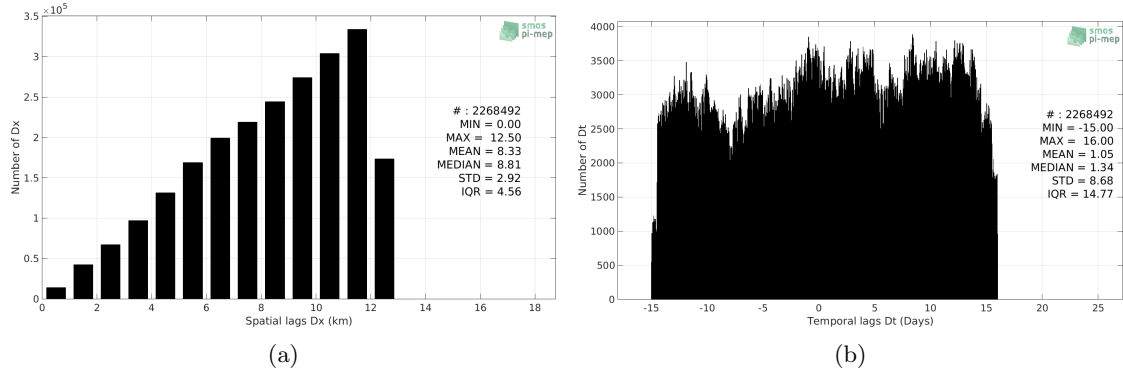 ×10⁵
3.5
3
2.5
2
1.5
1
0.5
0
0 2 4 6 8 10 12 14 16 18
Number of Dx
Spatial lags Dx (km)
smos
pi-mep
# : 2268492
MIN = 0.00
MAX = 12.50
MEAN = 8.33
MEDIAN = 8.81
STD = 2.92
IQR = 4.56
(a)
4000
3500
3000
2500
2000
1500
1000
500
0
-15 -10 -5 0 5 10 15 20 25
Number of Dt
Temporal lags Dt (Days)
smos
pi-mep
# : 2268492
MIN = -15.00
MAX = 16.00
MEAN = 1.05
MEDIAN = 1.34
STD = 8.68
IQR = 14.77
(b)